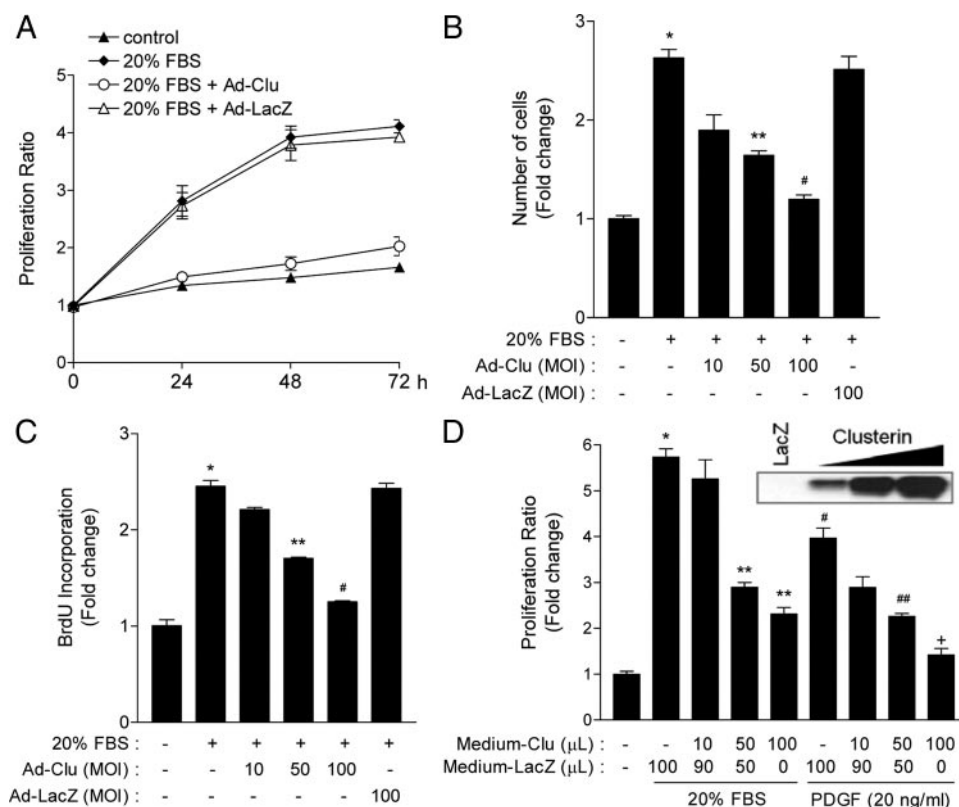 A
control
20% FBS
20% FBS + Ad-Clu
20% FBS + Ad-LacZ
Proliferation Ratio
5
4
3
2
1
0
0 24 48 72 h
B
Number of cells
(Fold change)
3
2
1
0
* ** #
20% FBS : - + + + + +
Ad-Clu (MOI) : - - 10 50 100 -
Ad-LacZ (MOI) : - - - - - 100
C
BrdU Incorporation
(Fold change)
3
2
1
0
* ** #
20% FBS : - + + + + +
Ad-Clu (MOI) : - - 10 50 100 -
Ad-LacZ (MOI) : - - - - - 100
D
LacZ
Clusterin
Proliferation Ratio
(Fold change)
6
5
4
3
2
1
0
* ** ** # ## +
Medium-Clu (μL) : - - 10 50 100 - 10 50 100
Medium-LacZ (μL) : - 100 90 50 0 100 90 50 0
20% FBS PDGF (20 ng/ml)